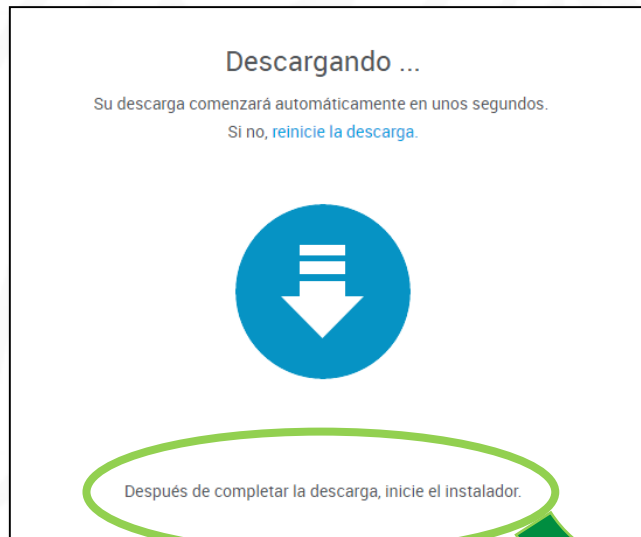 Descargando ...
Su descarga comenzará automáticamente en unos segundos.
Si no, reinicie la descarga.
Después de completar la descarga, inicie el instalador.